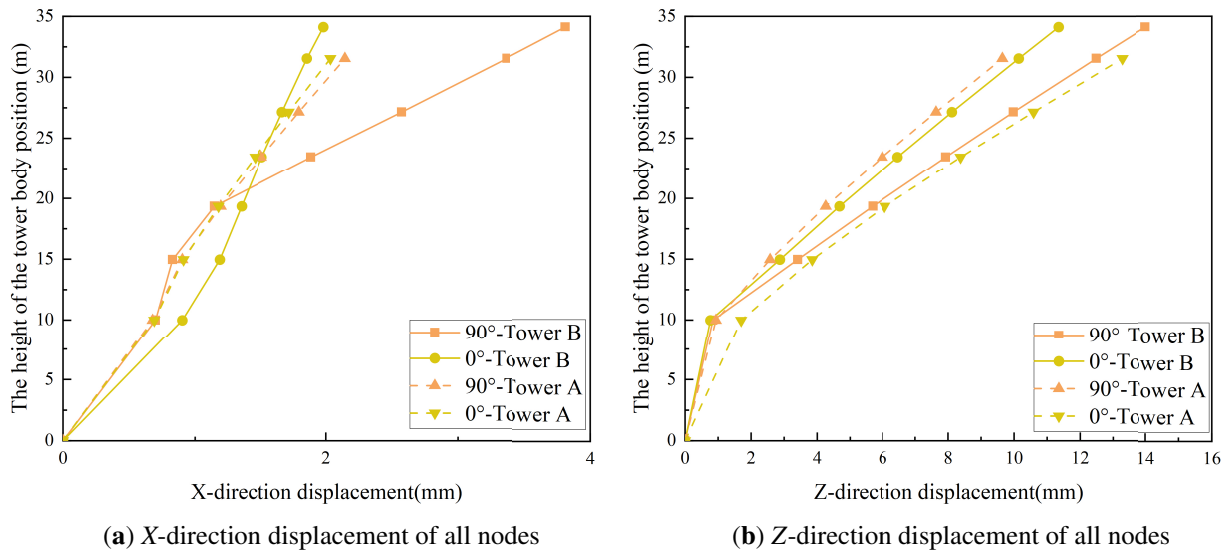 The height of the tower body position (m)
35
30
25
20
15
10
5
0
0
2
4
90°-Tower B
0°-Tower B
90°-Tower A
0°-Tower A
X-direction displacement(mm)
(a) X-direction displacement of all nodes
The height of the tower body position (m)
35
30
25
20
15
10
5
0
0
2
4
6
8
10
12
14
16
90°-Tower B
0°-Tower B
90°-Tower A
0°-Tower A
Z-direction displacement(mm)
(b) Z-direction displacement of all nodes